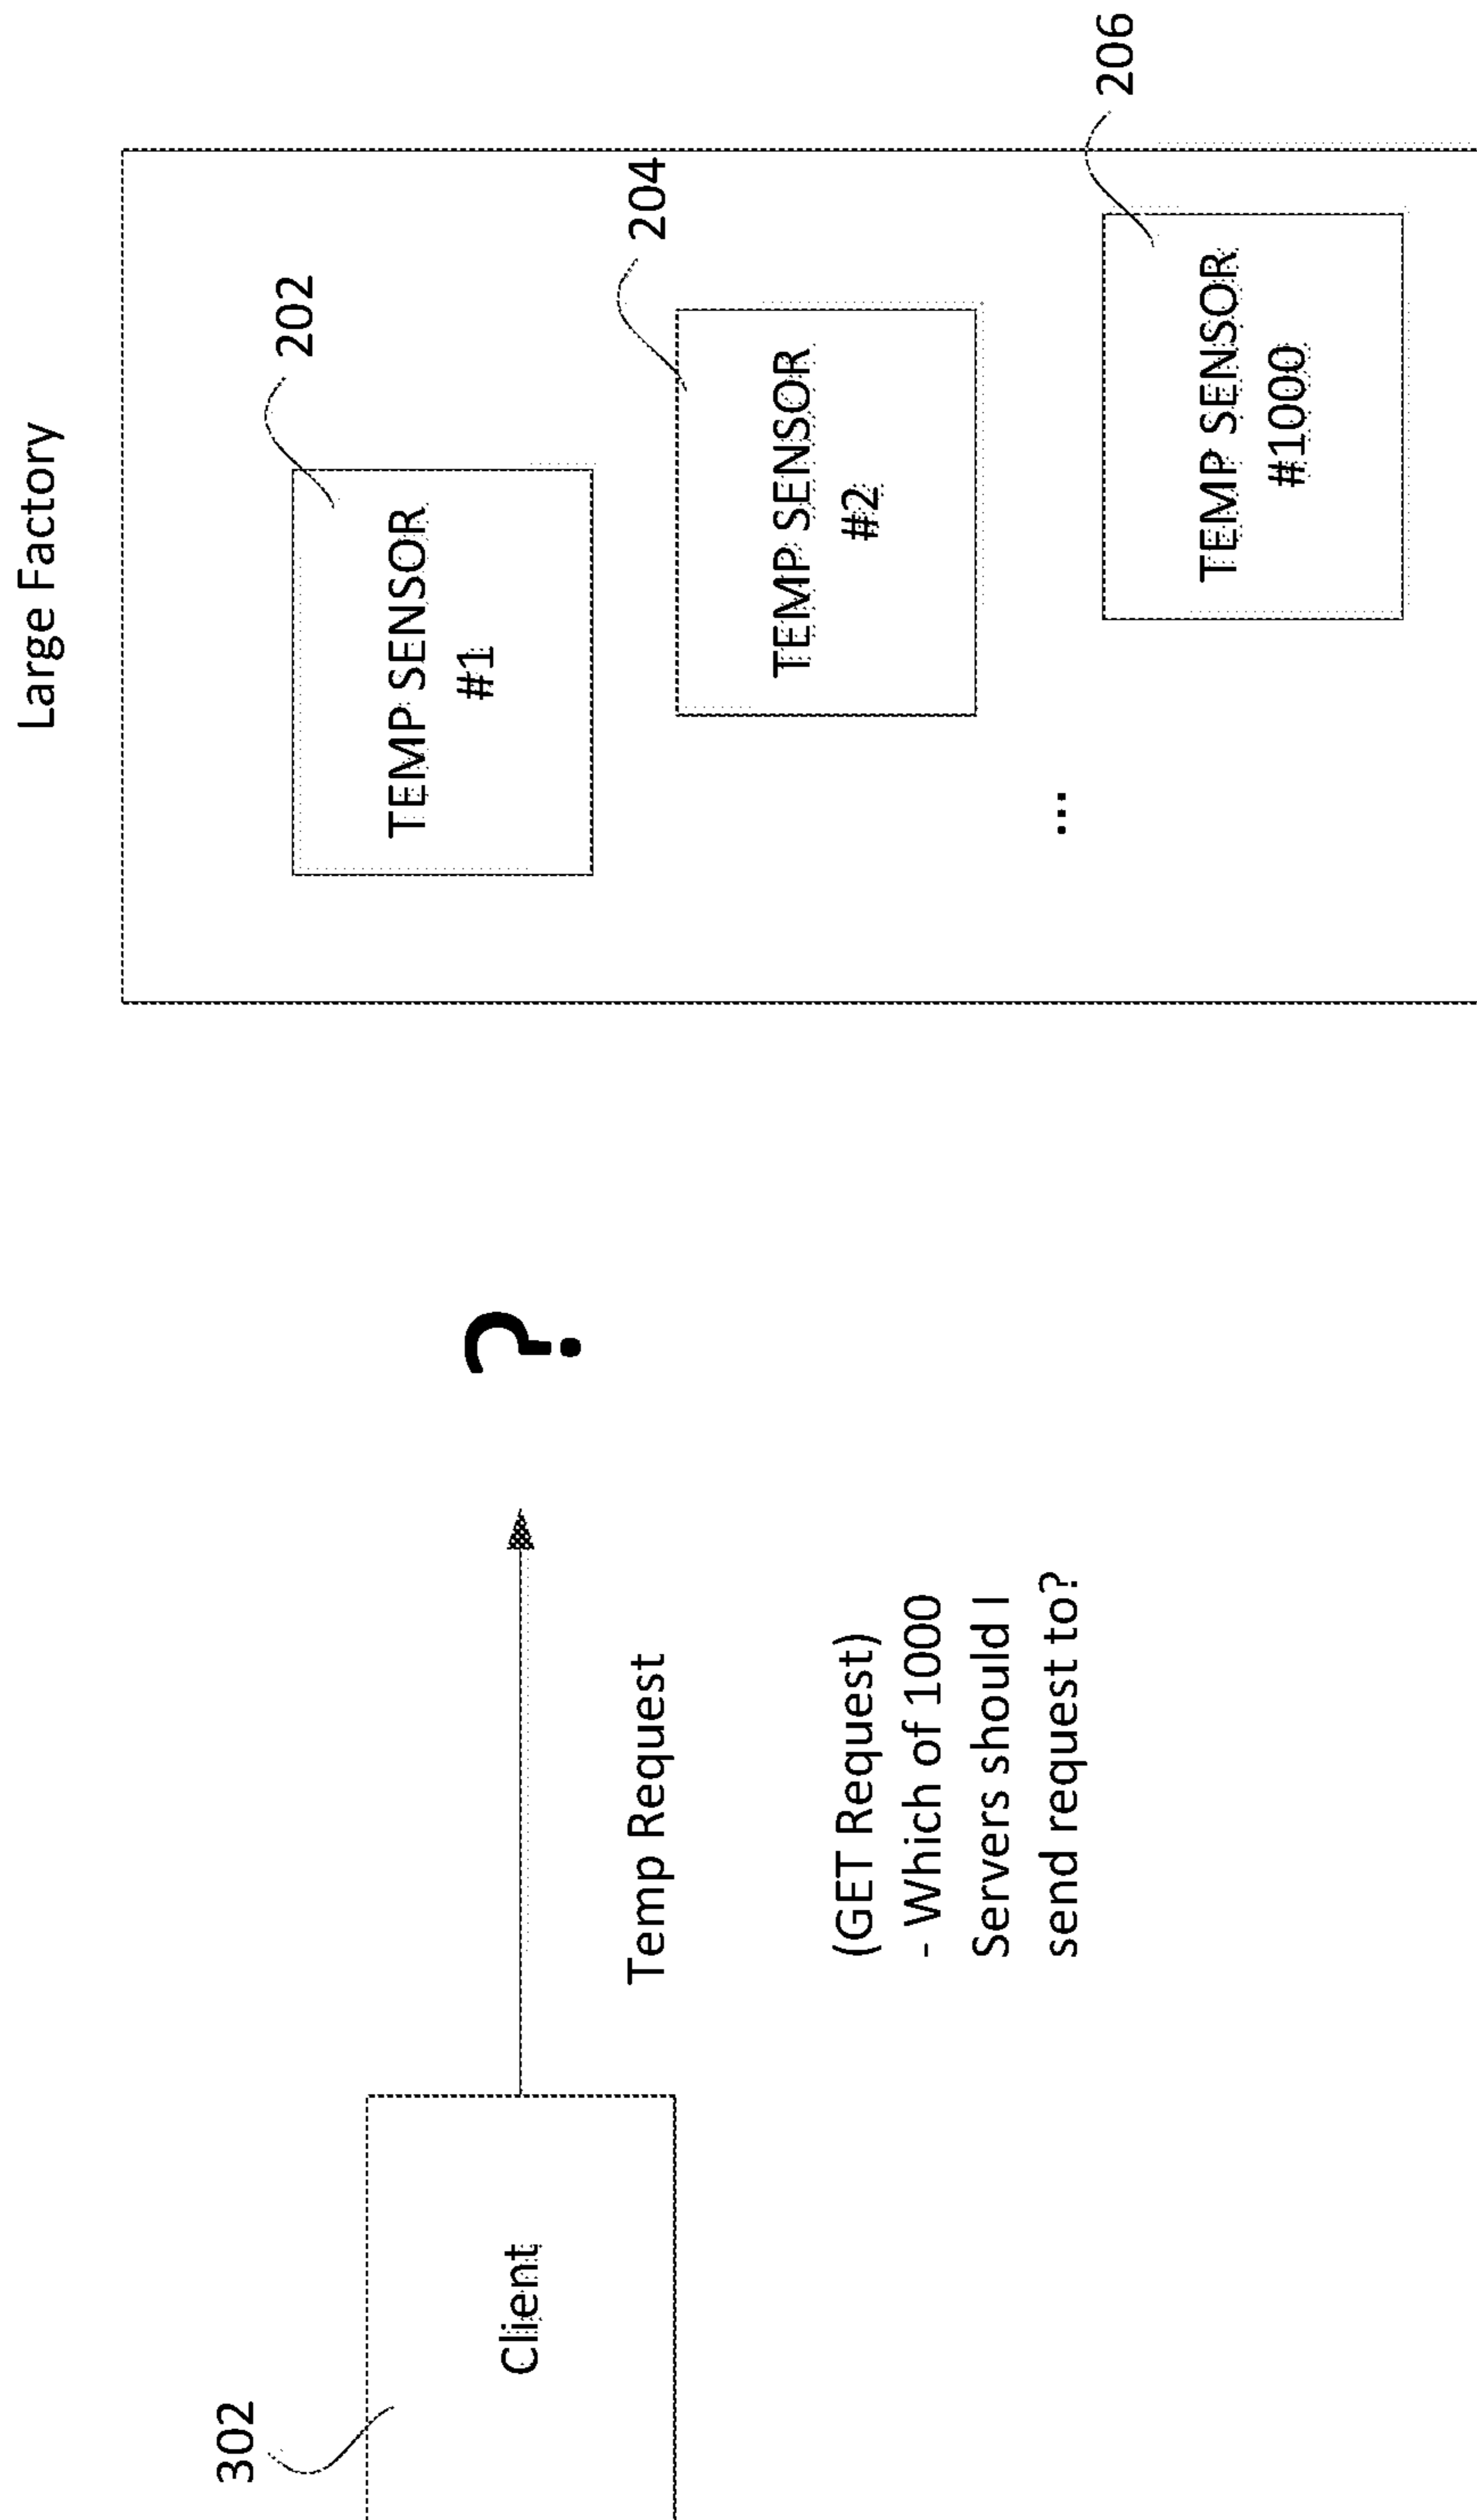 Large Factory
202
TEMP SENSOR
#1
204
TEMP SENSOR
#2
...
206
TEMP SENSOR
#1000
?
302
Client
Temp Request
(GET Request)
- Which of 1000
Servers should I
send request to?